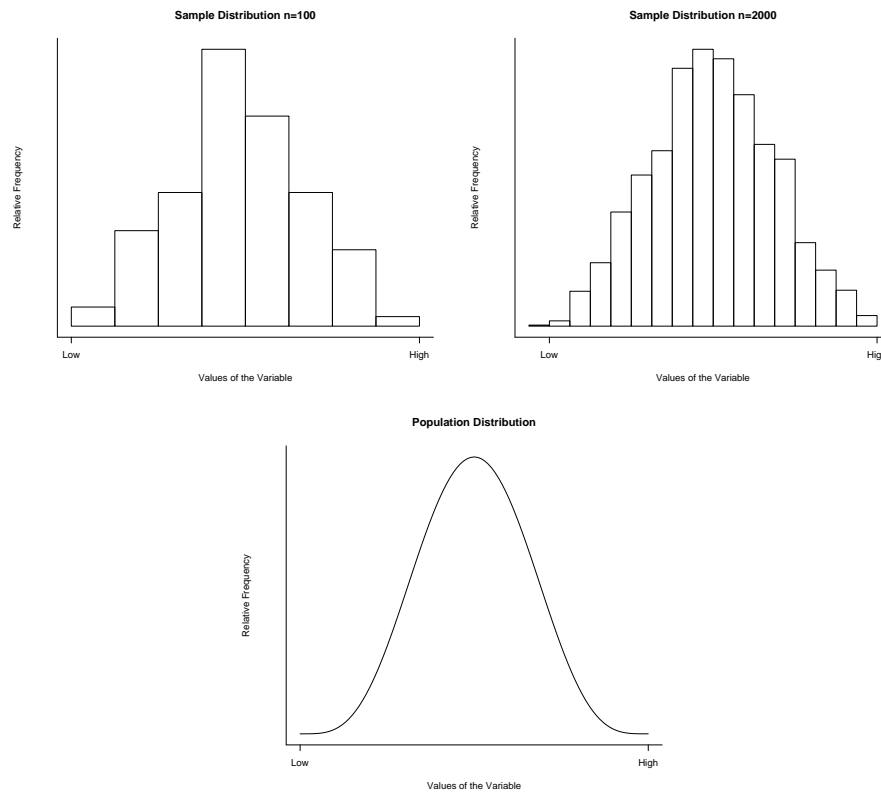 Sample Distribution n=100
Relative Frequency
Low High
Values of the Variable
Sample Distribution n=2000
Relative Frequency
Low Hig
Values of the Variable
Population Distribution
Relative Frequency
Low High
Values of the Variable